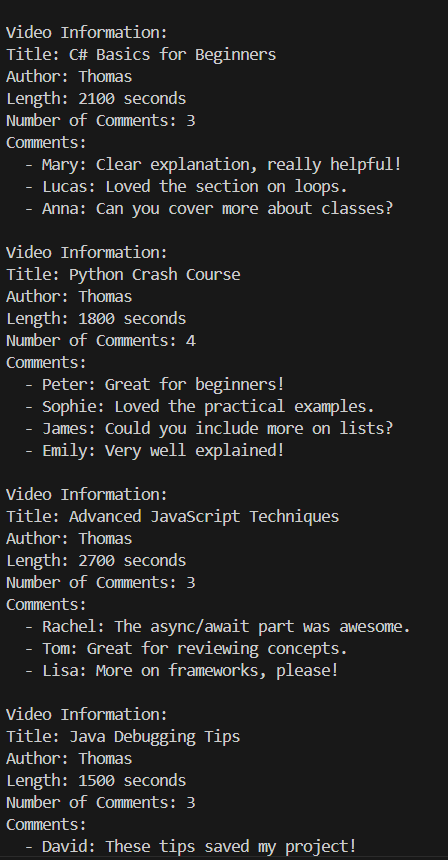 Video Information:
Title: C# Basics for Beginners
Author: Thomas
Length: 2100 seconds
Number of Comments: 3
Comments:
  - Mary: Clear explanation, really helpful!
  - Lucas: Loved the section on loops.
  - Anna: Can you cover more about classes?

Video Information:
Title: Python Crash Course
Author: Thomas
Length: 1800 seconds
Number of Comments: 4
Comments:
  - Peter: Great for beginners!
  - Sophie: Loved the practical examples.
  - James: Could you include more on lists?
  - Emily: Very well explained!

Video Information:
Title: Advanced JavaScript Techniques
Author: Thomas
Length: 2700 seconds
Number of Comments: 3
Comments:
  - Rachel: The async/await part was awesome.
  - Tom: Great for reviewing concepts.
  - Lisa: More on frameworks, please!

Video Information:
Title: Java Debugging Tips
Author: Thomas
Length: 1500 seconds
Number of Comments: 3
Comments:
  - David: These tips saved my project!